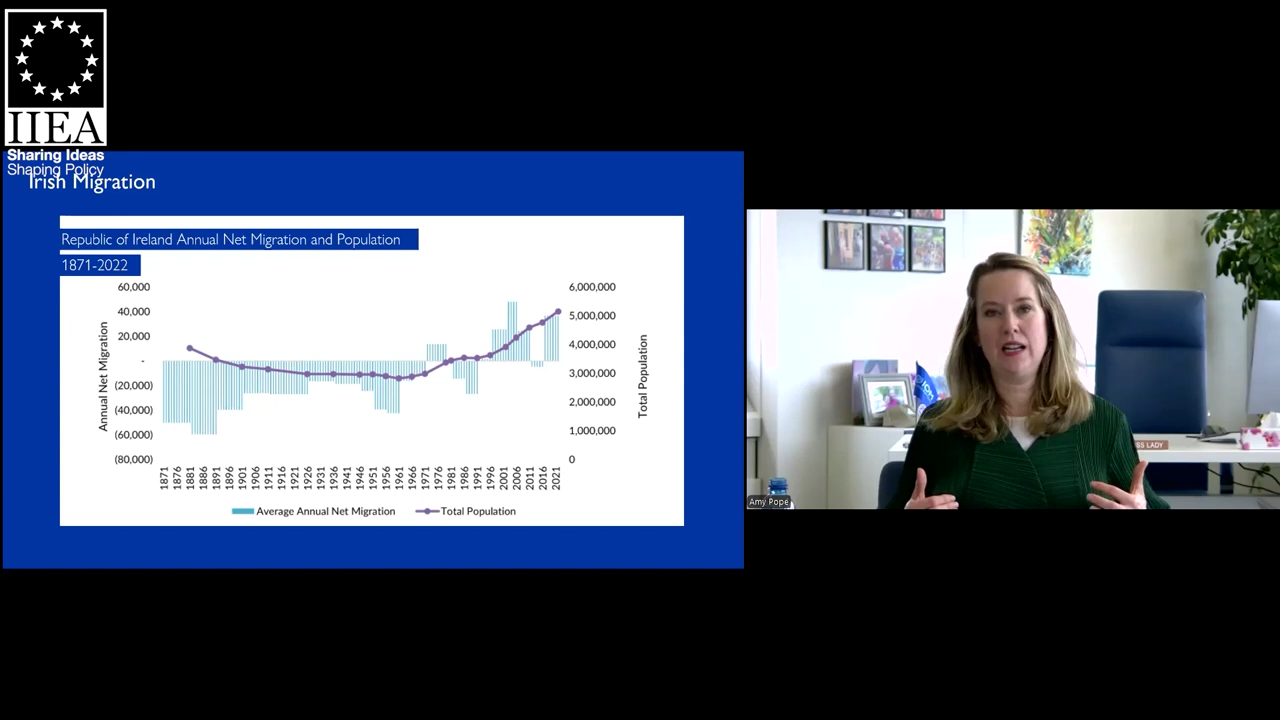 IIEA
Sharing Ideas
Shaping Policy
Irish Migration
Republic of Ireland Annual Net Migration and Population
1871-2022
60,000
40,000
20,000
-
(20,000)
(40,000)
(60,000)
(80,000)
Annual Net Migration
6,000,000
5,000,000
4,000,000
3,000,000
2,000,000
1,000,000
0
Total Population
1871 1876 1881 1886 1891 1896 1901 1906 1911 1916 1921 1926 1931 1936 1941 1946 1951 1956 1961 1966 1971 1976 1981 1986 1991 1996 2001 2006 2011 2016 2021
Average Annual Net Migration
Total Population
IOM
SS LADY
Amy Pope